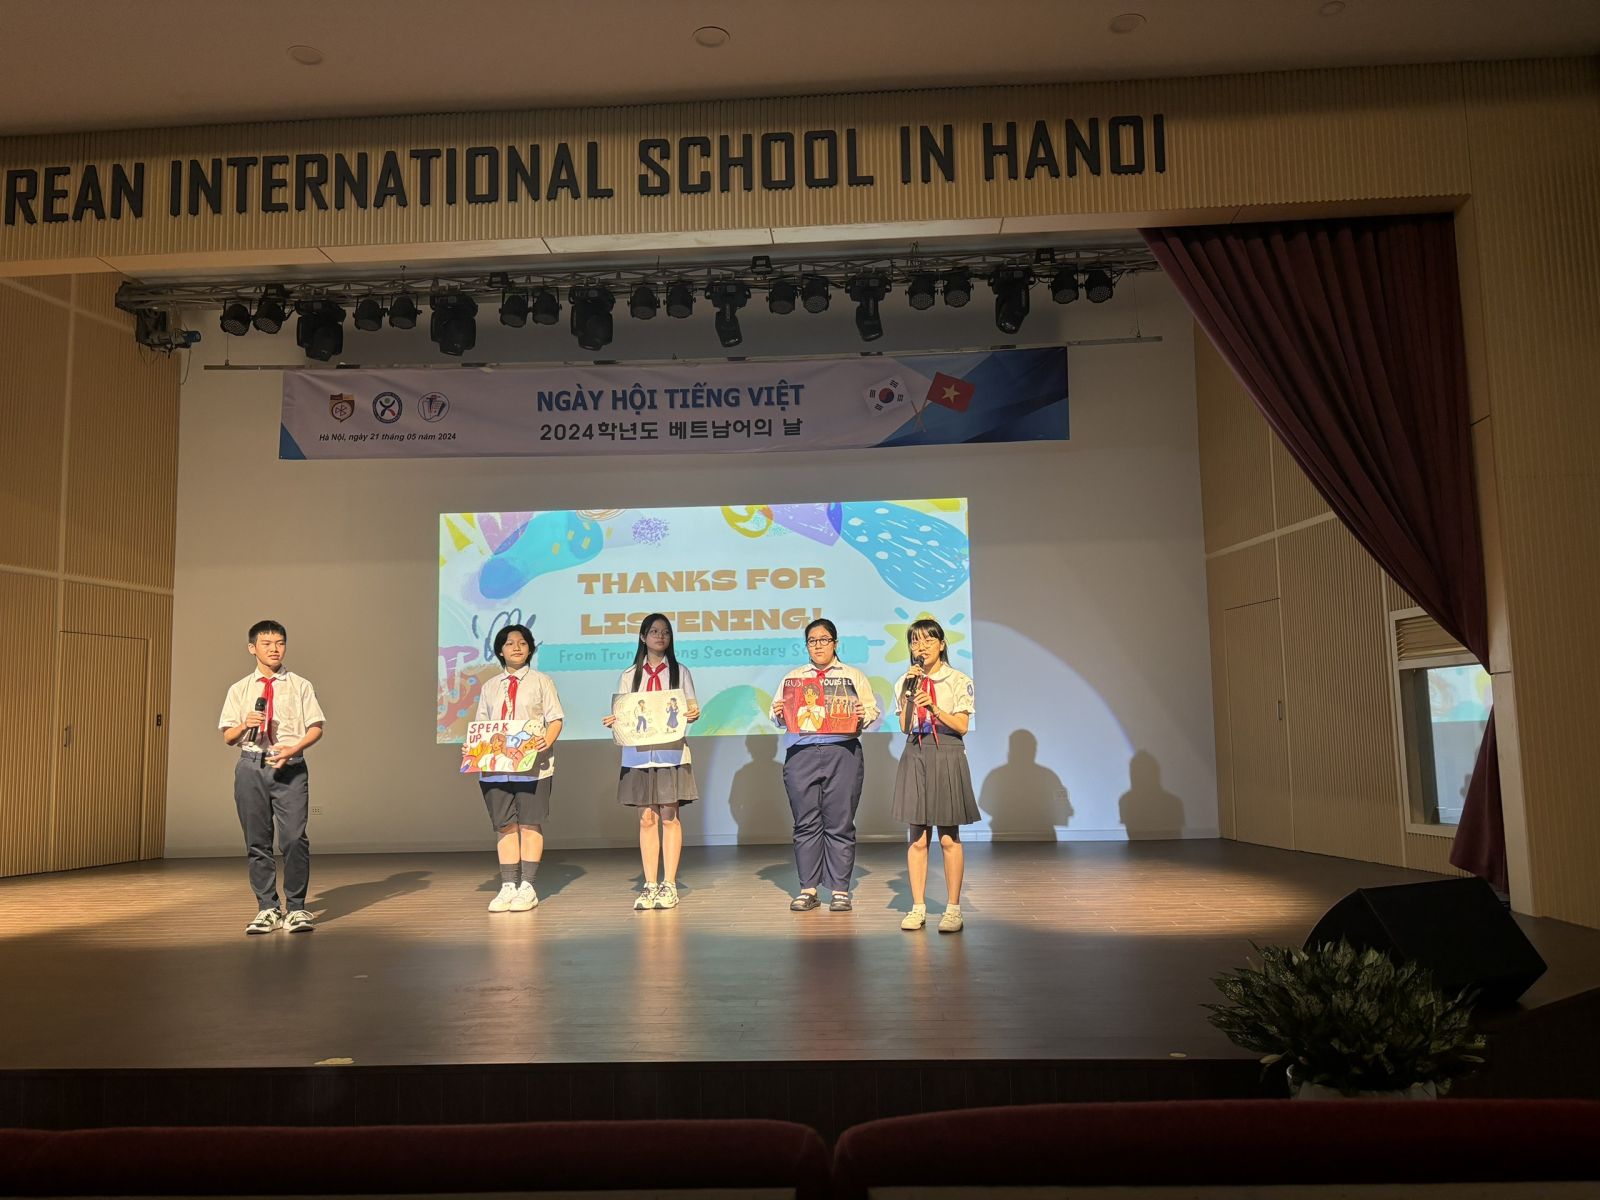 REAN INTERNATIONAL SCHOOL IN HANOI
NGÀY HỘI TIẾNG VIỆT
2024학년도 베트남어의 날
Hà Nội, ngày 21 tháng 05 năm 2024
THANKS FOR
LISTENING!
From Secondary
SPEAK
UP
YOURSELF